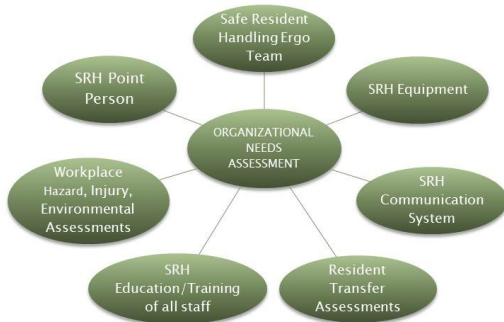 Safe Resident
Handling Ergo
Team
SRH Point
Person
SRH Equipment
ORGANIZATIONAL
NEEDS
ASSESSMENT
Workplace
Hazard, Injury,
Environmental
Assessments
SRH
Communication
System
SRH
Education/Training
of all staff
Resident
Transfer
Assessments